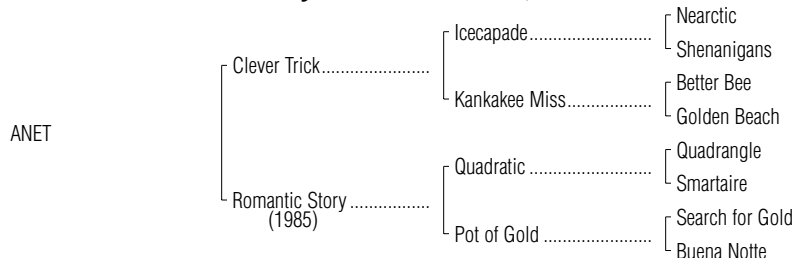 Nearctic
Icecapade............................
Shenanigans
Clever Trick.........................
Better Bee
Kankakee Miss....................
Golden Beach
ANET
Quadrangle
Quadratic ............................
Smartaire
Romantic Story ..................
(1985)
Search for Gold
Pot of Gold .........................
Buena Notte